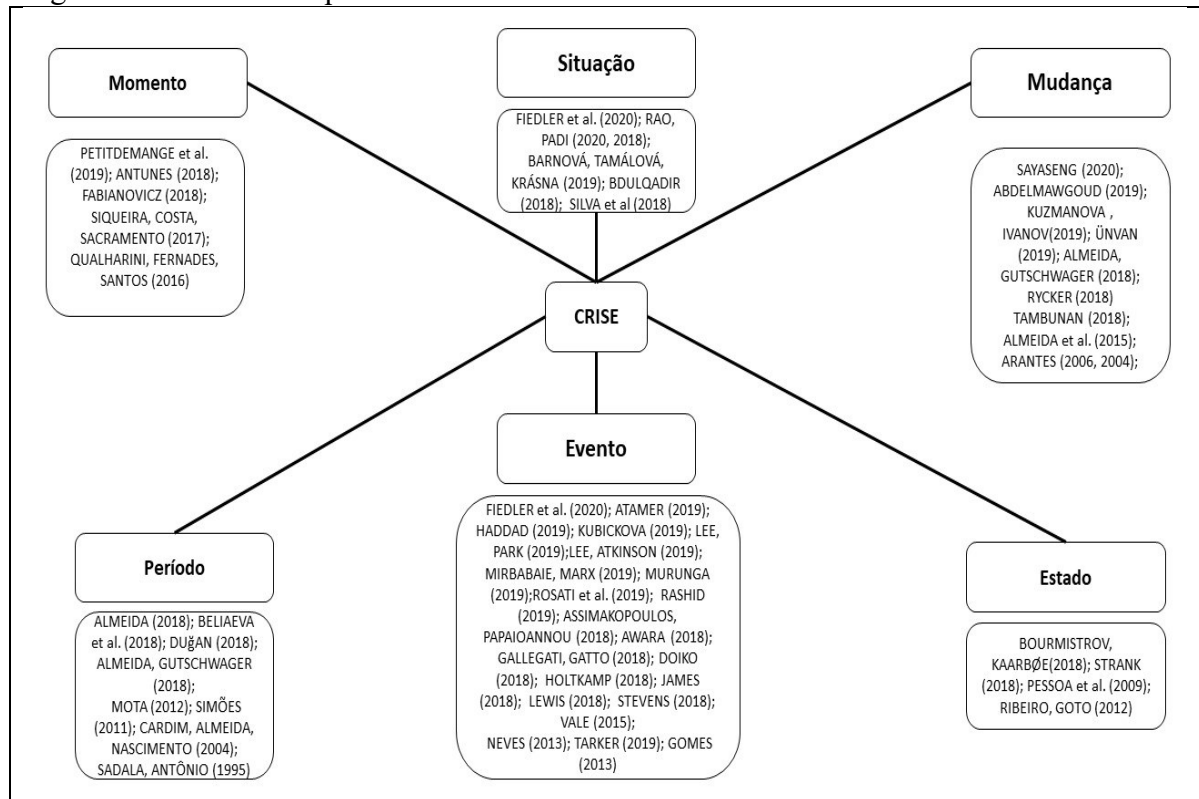 Momento
PETITDEMANGE et al.
(2019); ANTUNES (2018);
FABIANOVICZ (2018);
SIQUEIRA, COSTA,
SACRAMENTO (2017);
QUALHARINI, FERNADES,
SANTOS (2016)
Situação
FIEDLER et al. (2020); RAO,
PADI (2020, 2018);
BARNOVÁ, TAMÁLOVÁ,
KRÁSNA (2019); BDULQADIR
(2018); SILVA et al (2018)
Mudança
SAYASENG (2020);
ABDELMAWGOUD (2019);
KUZMANOVA ,
IVANOV(2019); ÜNVAN
(2019); ALMEIDA,
GUTSCHWAGER (2018);
RYCKER (2018)
TAMBUNAN (2018);
ALMEIDA et al. (2015);
ARANTES (2006, 2004);
CRISE
Período
ALMEIDA (2018); BELIAEVA
et al. (2018); DUğAN (2018);
ALMEIDA, GUTSCHWAGER
(2018);
MOTA (2012); SIMÕES
(2011); CARDIM, ALMEIDA,
NASCIMENTO (2004);
SADALA, ANTÔNIO (1995)
Evento
FIEDLER et al. (2020); ATAMER (2019);
HADDAD (2019); KUBICKOVA (2019); LEE,
PARK (2019);LEE, ATKINSON (2019);
MIRBABAIE, MARX (2019); MURUNGA
(2019);ROSATI et al. (2019); RASHID
(2019); ASSIMAKOPOULOS,
PAPAIOANNOU (2018); AWARA (2018);
GALLEGATI, GATTO (2018); DOIKO
(2018); HOLTKAMP (2018); JAMES
(2018); LEWIS (2018); STEVENS (2018);
VALE (2015);
NEVES (2013); TARKER (2019); GOMES
(2013)
Estado
BOURMISTROV,
KAARBØE(2018); STRANK
(2018); PESSOA et al. (2009);
RIBEIRO, GOTO (2012)